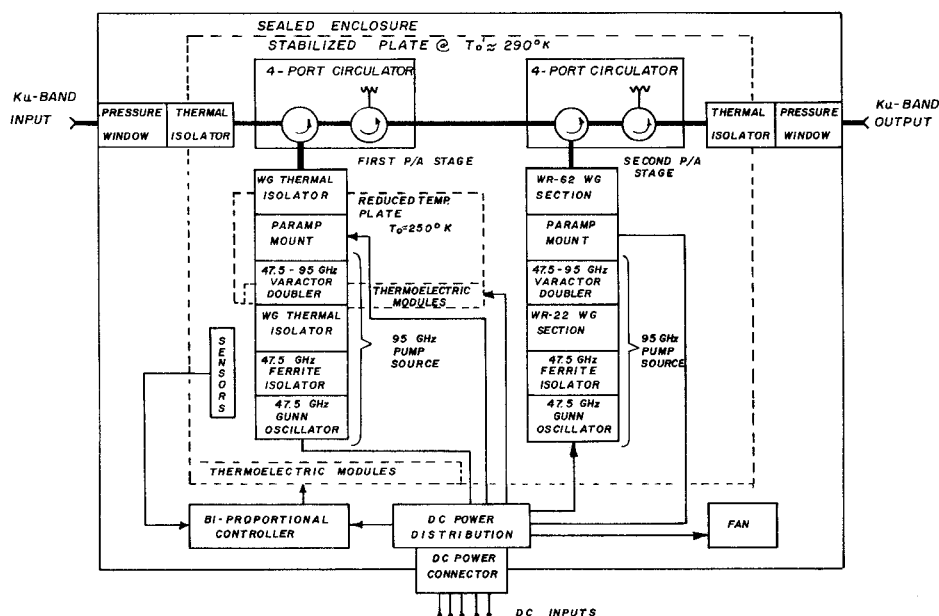 SEALED ENCLOSURE
STABILIZED PLATE @ To' ≈ 290°K
4-PORT CIRCULATOR
4-PORT CIRCULATOR
Ku-BAND
INPUT
PRESSURE
WINDOW
THERMAL
ISOLATOR
THERMAL
ISOLATOR
PRESSURE
WINDOW
Ku-BAND
OUTPUT
FIRST P/A STAGE
SECOND P/A
STAGE
WG THERMAL
ISOLATOR
PARAMP
MOUNT
47.5-95 GHz
VARACTOR
DOUBLER
WG THERMAL
ISOLATOR
47.5 GHz
FERRITE
ISOLATOR
47.5 GHz
GUNN
OSCILLATOR
REDUCED TEMP.
PLATE
To≈250°K
THERMOELECTRIC
MODULES
95 GHz
PUMP
SOURCE
WR-62 WG
SECTION
PARAMP
MOUNT
47.5-95 GHz
VARACTOR
DOUBLER
WR-22 WG
SECTION
47.5 GHz
FERRITE
ISOLATOR
47.5 GHz
GUNN
OSCILLATOR
95 GHz
PUMP
SOURCE
SENSORS
THERMOELECTRIC MODULES
BI-PROPORTIONAL
CONTROLLER
DC POWER
DISTRIBUTION
FAN
DC POWER
CONNECTOR
DC INPUTS